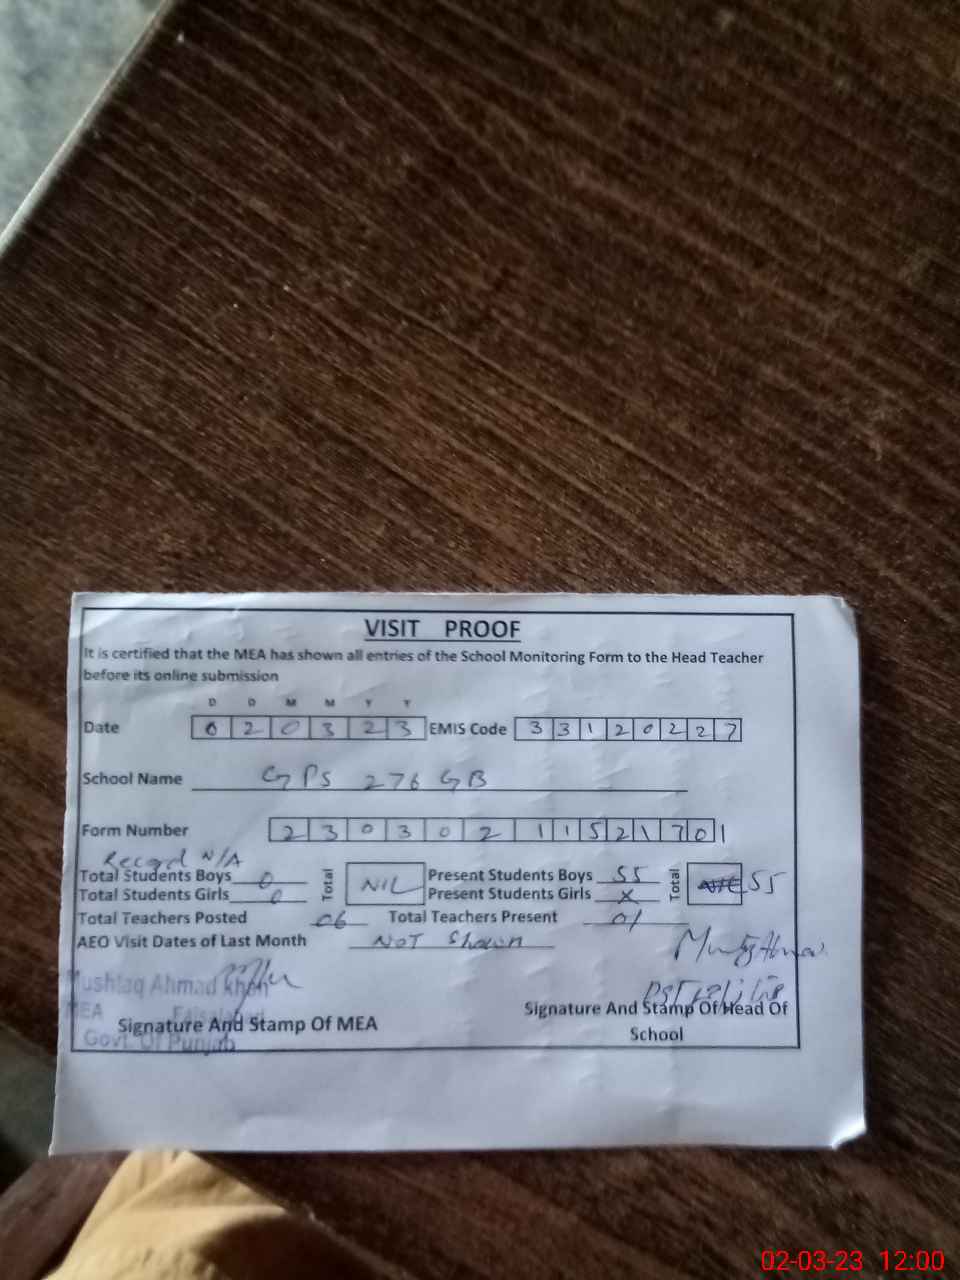 VISIT PROOF
It is certified that the MEA has shown all entries of the School Monitoring Form to the Head Teacher
before its online submission
D D M M Y Y
Date 0 2 0 3 2 3 EMIS Code 3 3 1 2 0 2 2 7
School Name GPS 276 GB
Form Number 2 3 0 3 0 2 1 1 5 2 1 7 0 1
Record N/A
Total Students Boys 0 Total NIL Present Students Boys 55 Total 55
Total Students Girls 0 Present Students Girls X
Total Teachers Posted 06 Total Teachers Present 01
AEO Visit Dates of Last Month NOT Shown
Mushtaq Ahmad khan
MEA Faisalabad
Govt. Of Punjab
Signature And Stamp Of MEA
Signature And Stamp Of Head Of
School
02-03-23 12:00